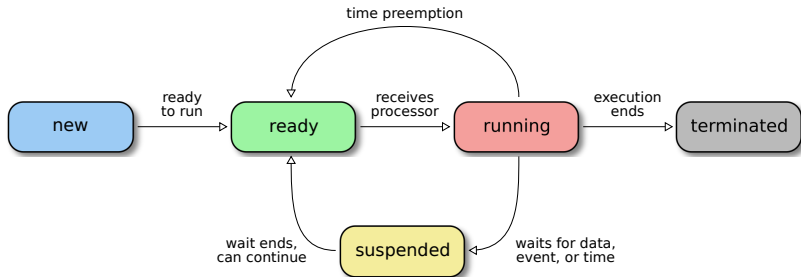 time preemption
ready
to run
receives
processor
execution
ends
new
ready
running
terminated
wait ends,
can continue
suspended
waits for data,
event, or time